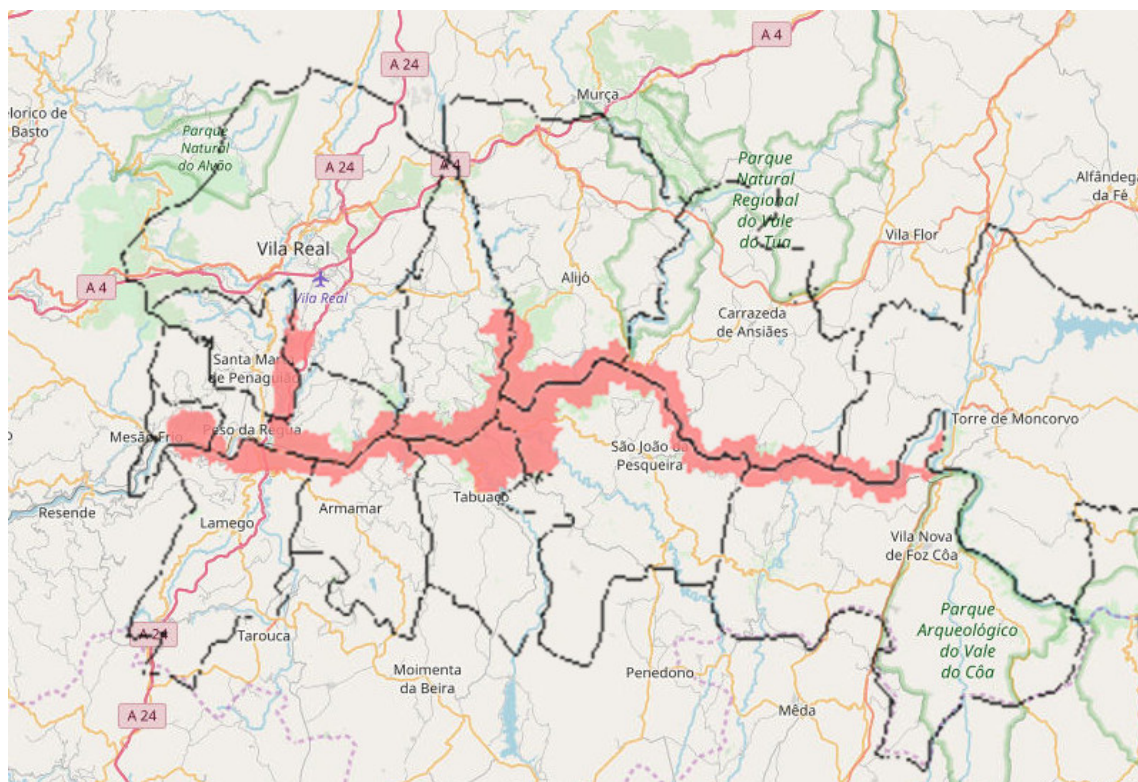 A 4
A 24
Murça
elorico de
Basto
Parque
Natural
do Alvão
A 24
A 4
Parque
Natural
Regional
do Vale
do Tua
Alfândega
da Fé
Vila Real
Vila Flor
A 4
Vila Real
Alijó
Carrazeda
de Ansiães
Santa Mar
de Penaguião
Mesão Frio
Peso da Régua
Torre de Moncorvo
São João da
Pesqueira
Tabuaço
Resende
Lamego
Armamar
Vila Nova
de Foz Côa
Parque
Arqueológico
do Vale
do Côa
A 24
Tarouca
Moimenta
da Beira
Penedono
Mêda
A 24